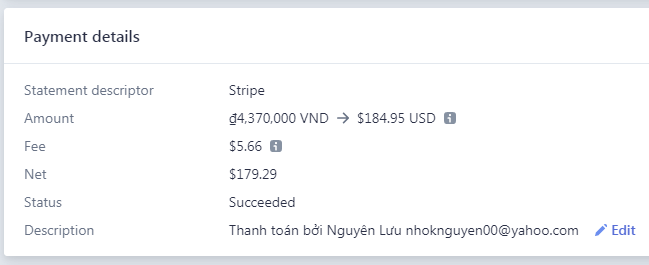 Payment details
Statement descriptor Stripe
Amount ₫4,370,000 VND → $184.95 USD
Fee $5.66
Net $179.29
Status Succeeded
Description Thanh toán bởi Nguyên Lưu nhoknguyen00@yahoo.com Edit